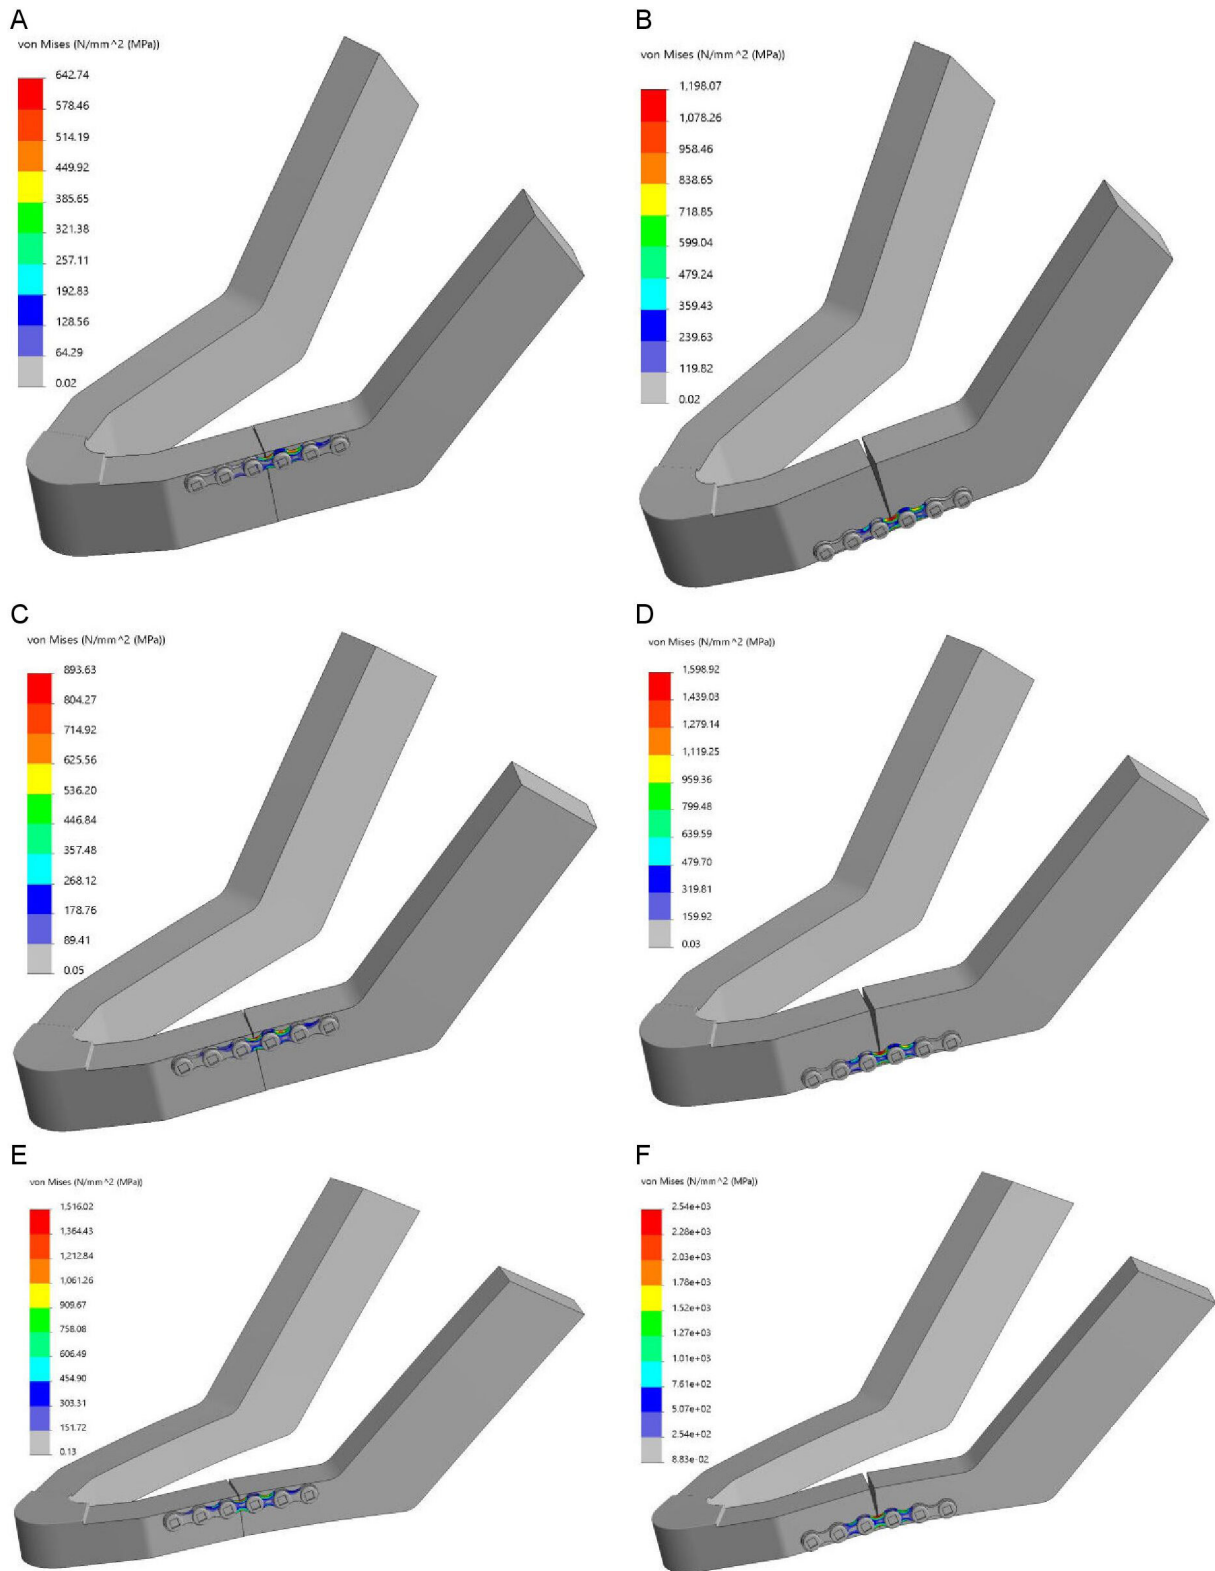 A
von Mises (N/mm^2 (MPa))
642.74
578.46
514.19
449.92
385.65
321.38
257.11
192.83
128.56
64.29
0.02
B
von Mises (N/mm^2 (MPa))
1,198.07
1,078.26
958.46
838.65
718.85
599.04
479.24
359.43
239.63
119.82
0.02
C
von Mises (N/mm^2 (MPa))
893.63
804.27
714.92
625.56
536.20
446.84
357.48
268.12
178.76
89.41
0.05
D
von Mises (N/mm^2 (MPa))
1,598.92
1,439.03
1,279.14
1,119.25
959.36
799.48
639.59
479.70
319.81
159.92
0.03
E
von Mises (N/mm^2 (MPa))
1,516.02
1,364.43
1,212.84
1,061.26
909.67
758.08
606.49
454.90
303.31
151.72
0.13
F
von Mises (N/mm^2 (MPa))
2.54e+03
2.28e+03
2.03e+03
1.78e+03
1.52e+03
1.27e+03
1.01e+03
7.61e+02
5.07e+02
2.54e+02
8.83e-02